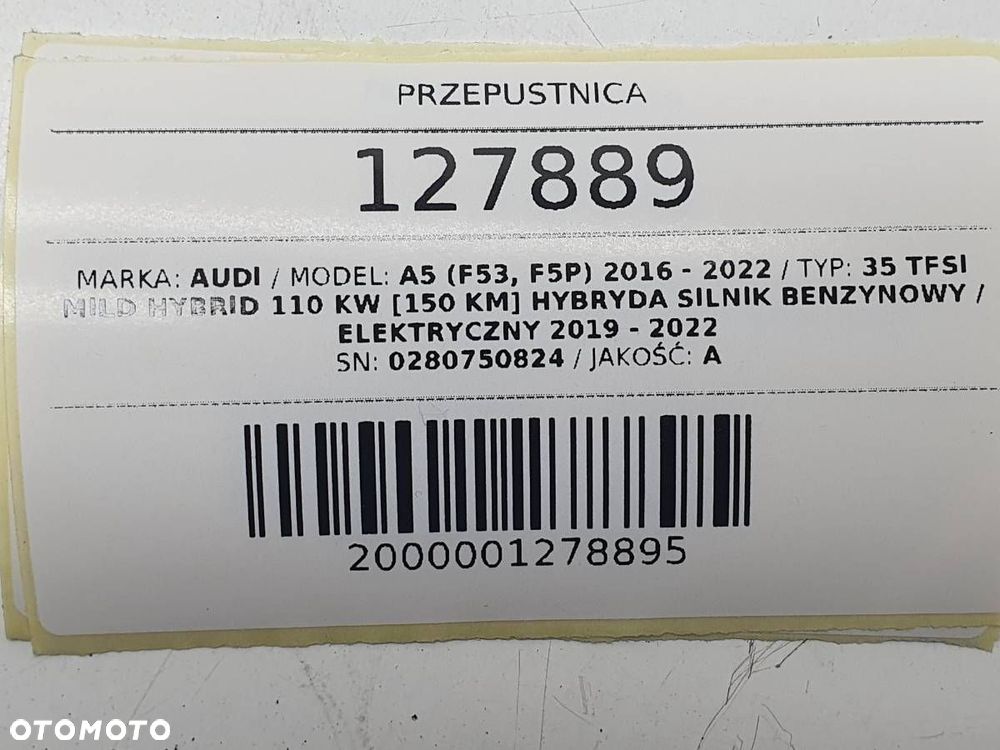 PRZEPUSTNICA
127889
MARKA: AUDI / MODEL: A5 (F53, F5P) 2016 - 2022 / TYP: 35 TFSI
MILD HYBRID 110 KW [150 KM] HYBRYDA SILNIK BENZYNOWY /
ELEKTRYCZNY 2019 - 2022
SN: 0280750824 / JAKOŚĆ: A
2000001278895
OTOMOTO